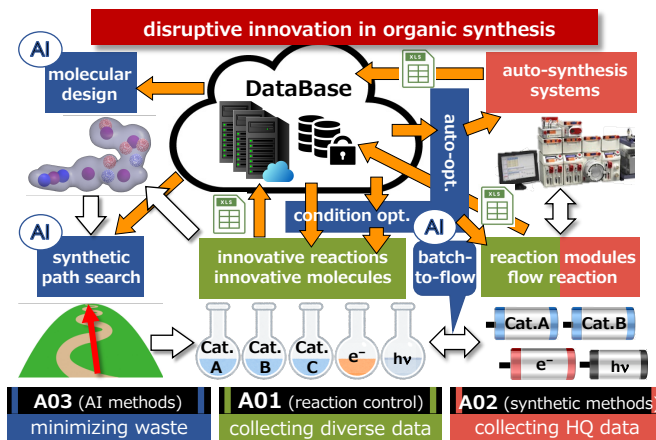 disruptive innovation in organic synthesis
AI
molecular
design
DataBase
XLS
auto-synthesis
systems
auto-opt.
XLS
XLS
condition opt.
AI
synthetic
path search
innovative reactions
innovative molecules
AI
batch-
to-flow
reaction modules
flow reaction
Cat.
A
Cat.
B
Cat.
C
e⁻
hν
Cat.A
Cat.B
e⁻
hν
A03 (AI methods)
minimizing waste
A01 (reaction control)
collecting diverse data
A02 (synthetic methods)
collecting HQ data